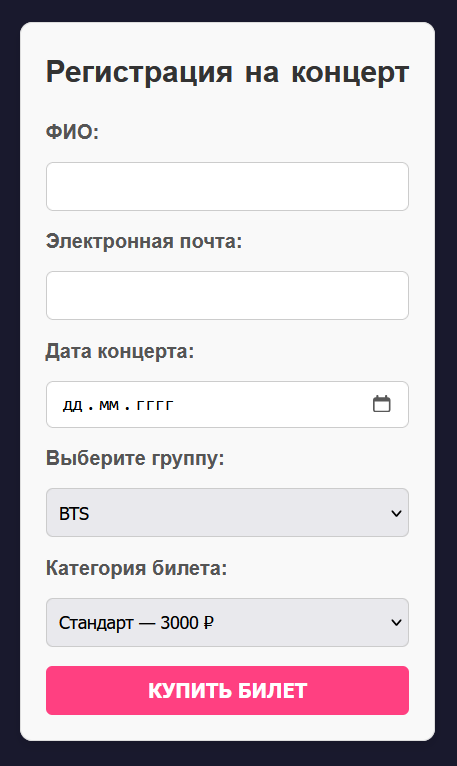 Регистрация на концерт
ФИО:
Электронная почта:
Дата концерта:
дд.мм.гггг
Выберите группу:
BTS
Категория билета:
Стандарт — 3000 ₽
КУПИТЬ БИЛЕТ